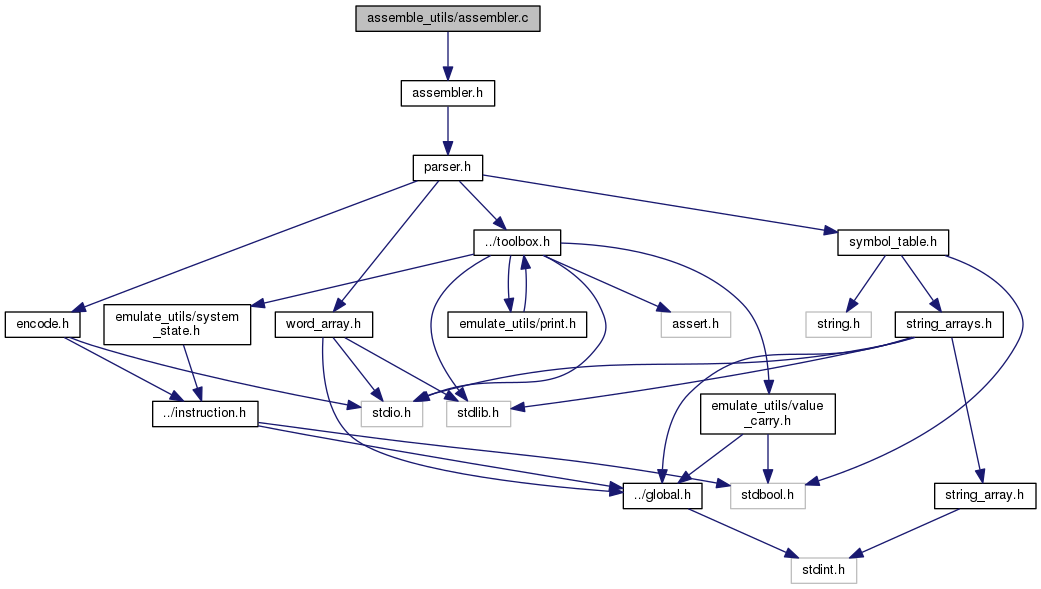 assemble_utils/assembler.c
assembler.h
parser.h
../toolbox.h
symbol_table.h
encode.h
emulate_utils/system
_state.h
word_array.h
emulate_utils/print.h
assert.h
string.h
string_arrays.h
../instruction.h
stdio.h
stdlib.h
emulate_utils/value
_carry.h
../global.h
stdbool.h
string_array.h
stdint.h